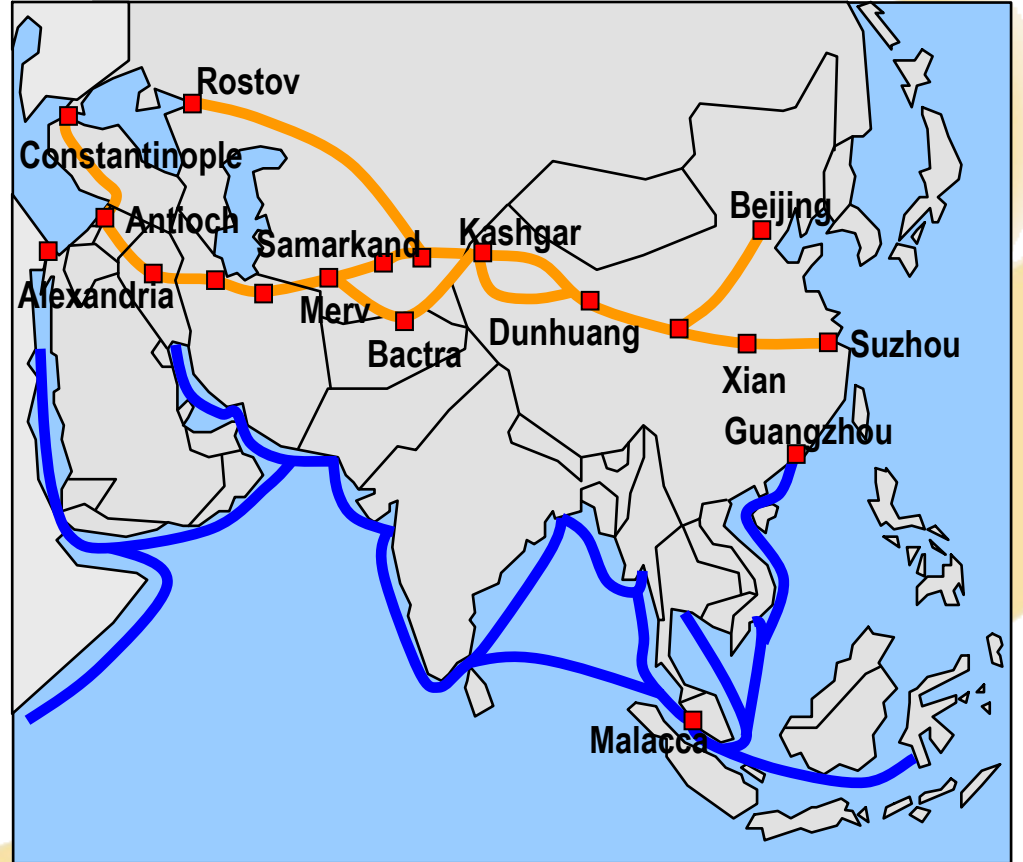 Rostov
Constantinople
Antioch
Beijing
Samarkand
Kashgar
Alexandria
Merv
Dunhuang
Bactra
Suzhou
Xian
Guangzhou
Malacca